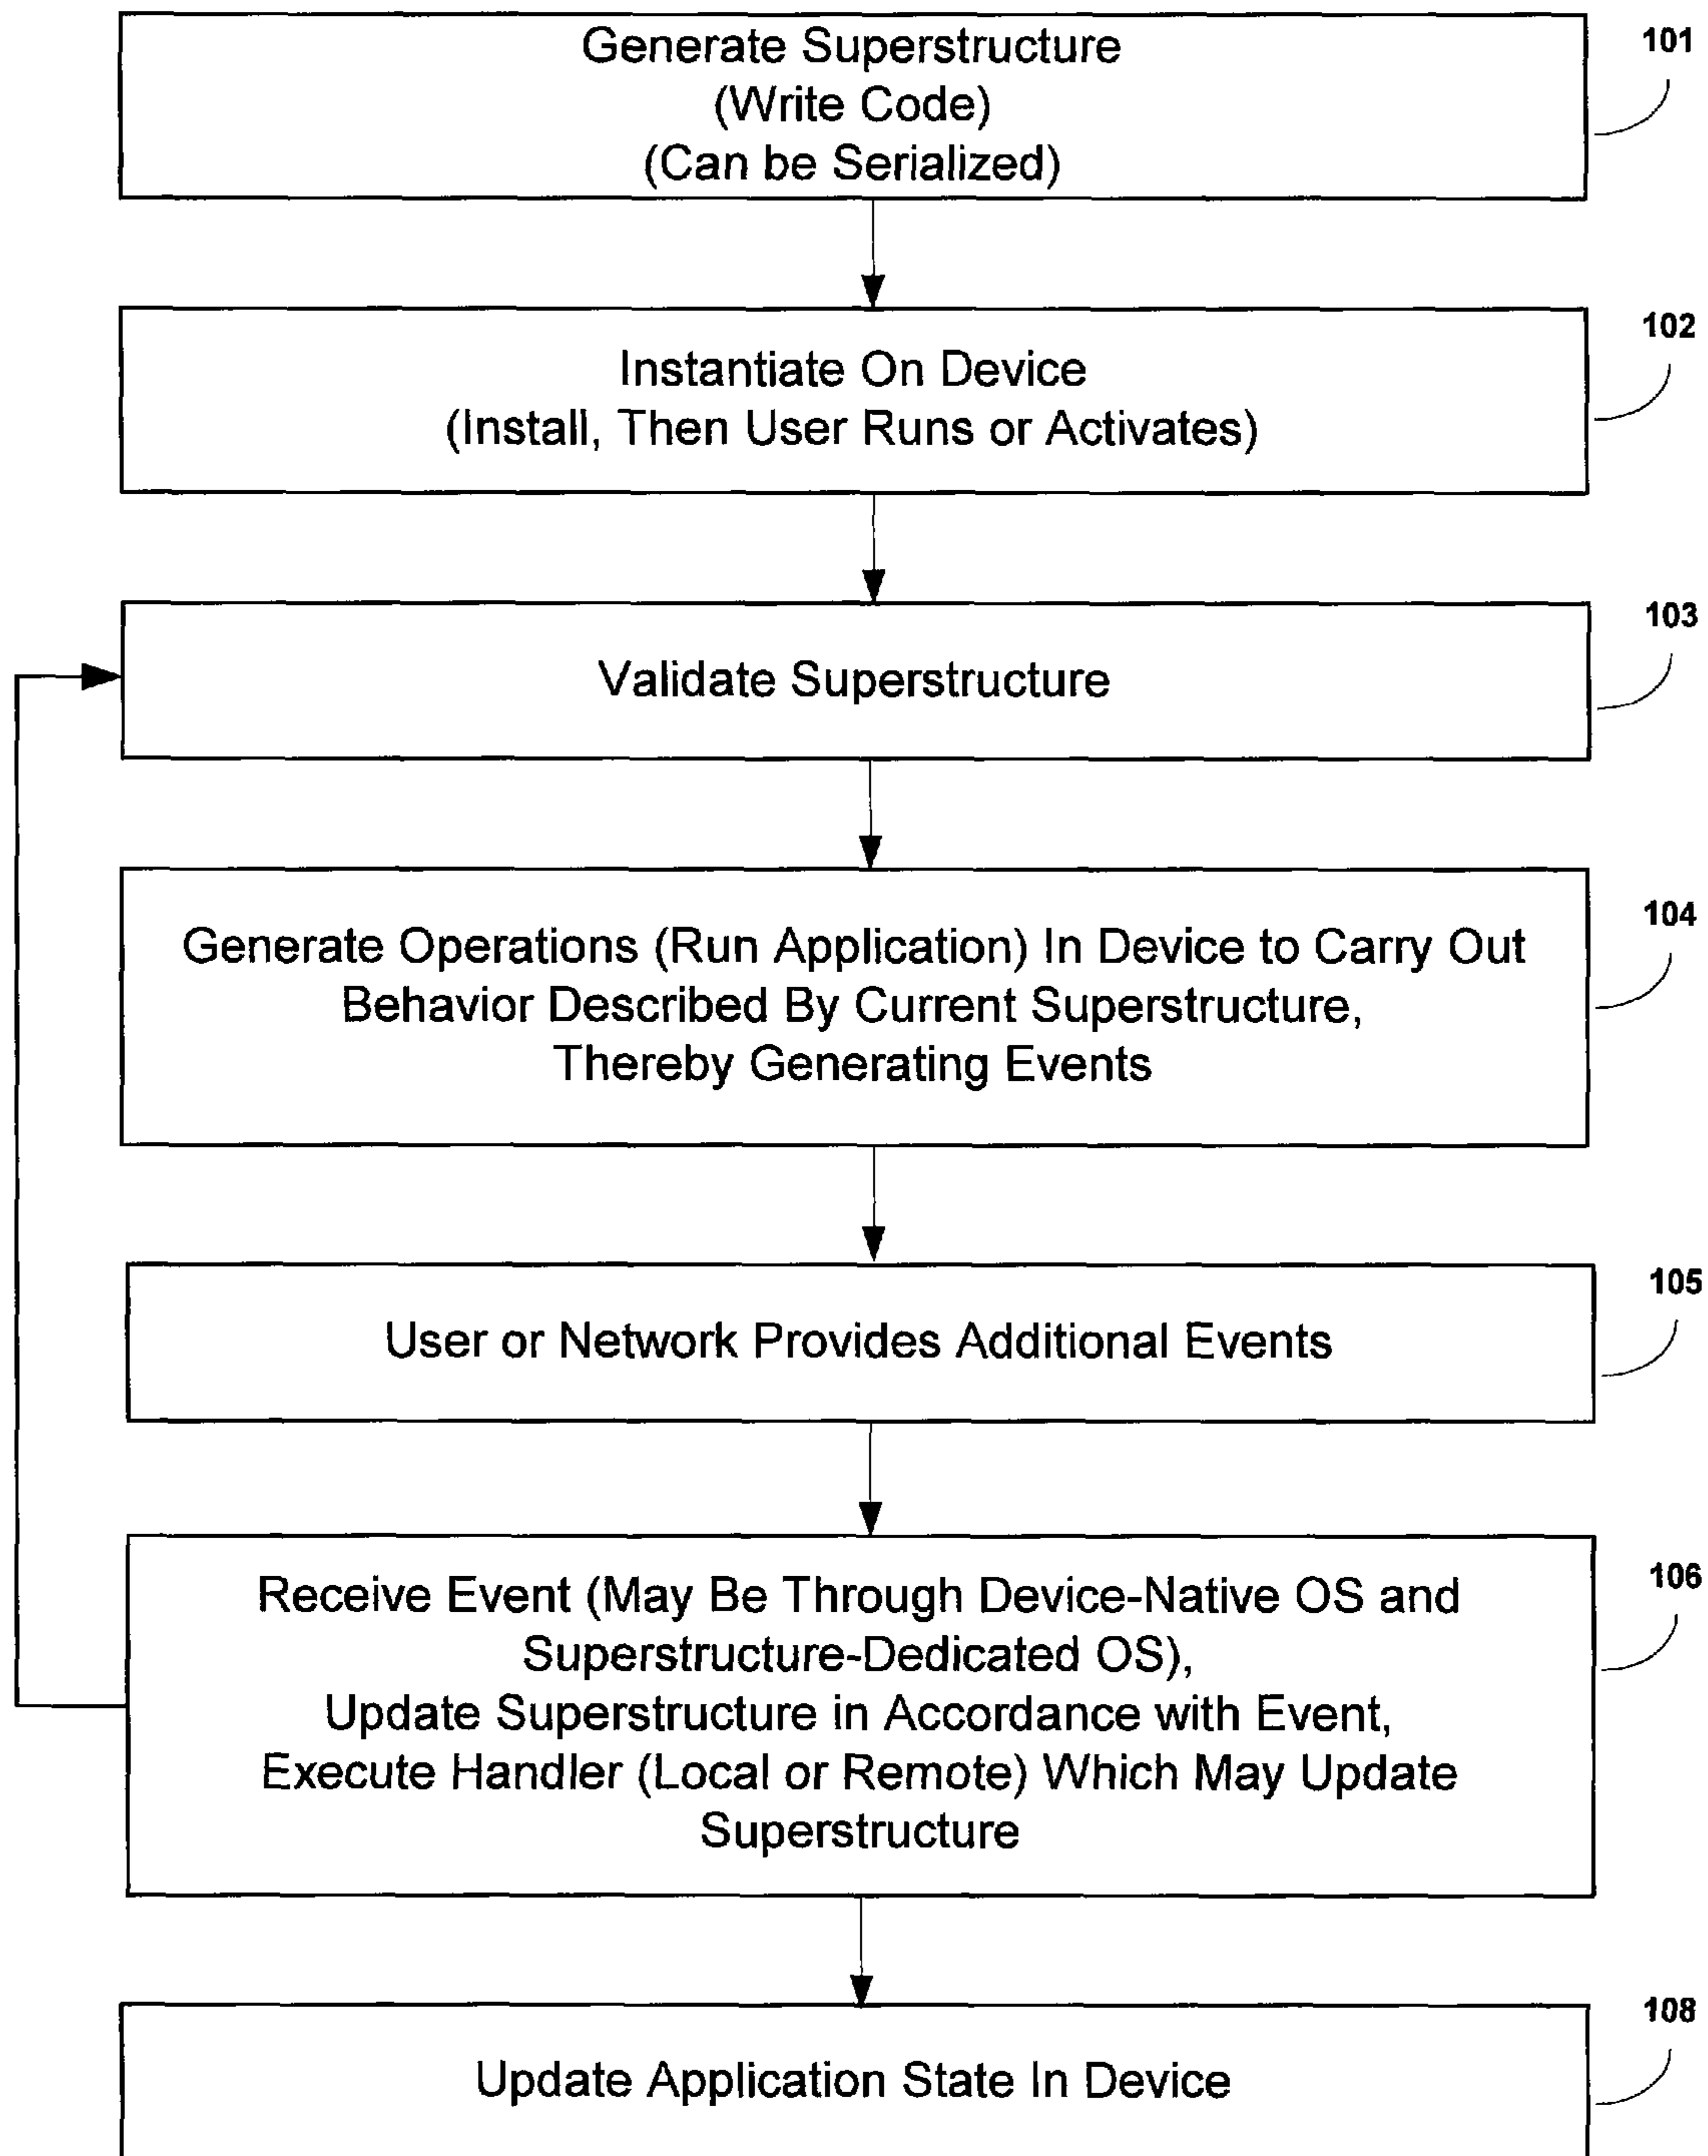 Generate Superstructure
(Write Code)
(Can be Serialized)
101
Instantiate On Device
(Install, Then User Runs or Activates)
102
Validate Superstructure
103
Generate Operations (Run Application) In Device to Carry Out
Behavior Described By Current Superstructure,
Thereby Generating Events
104
User or Network Provides Additional Events
105
Receive Event (May Be Through Device-Native OS and
Superstructure-Dedicated OS),
Update Superstructure in Accordance with Event,
Execute Handler (Local or Remote) Which May Update
Superstructure
106
Update Application State In Device
108